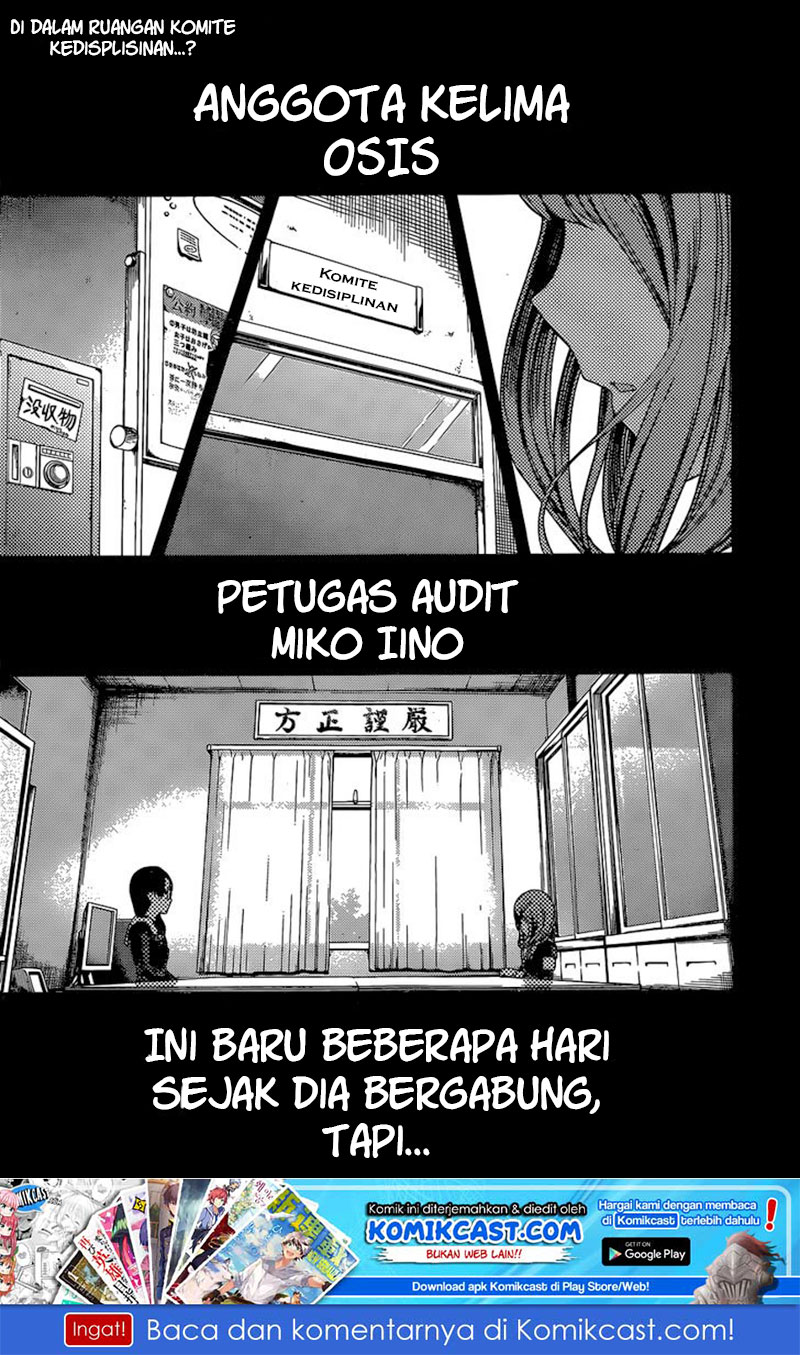 DI DALAM RUANGAN KOMITE
KEDISPLISINAN...?
ANGGOTA KELIMA
OSIS
KOMITE
KEDISIPLINAN
公約
没収物
PETUGAS AUDIT
MIKO IINO
方正謹厳
INI BARU BEBERAPA HARI
SEJAK DIA BERGABUNG,
TAPI...
Komik ini diterjemahkan & diedit oleh
KOMIKCAST.COM
BUKAN WEB LAIN!!
Hargai kami dengan membaca
di Komikcast terlebih dahulu
!
GET IT ON
Google Play
Download apk Komikcast di Play Store/Web!
Ingat! Baca dan komentarnya di Komikcast.com!